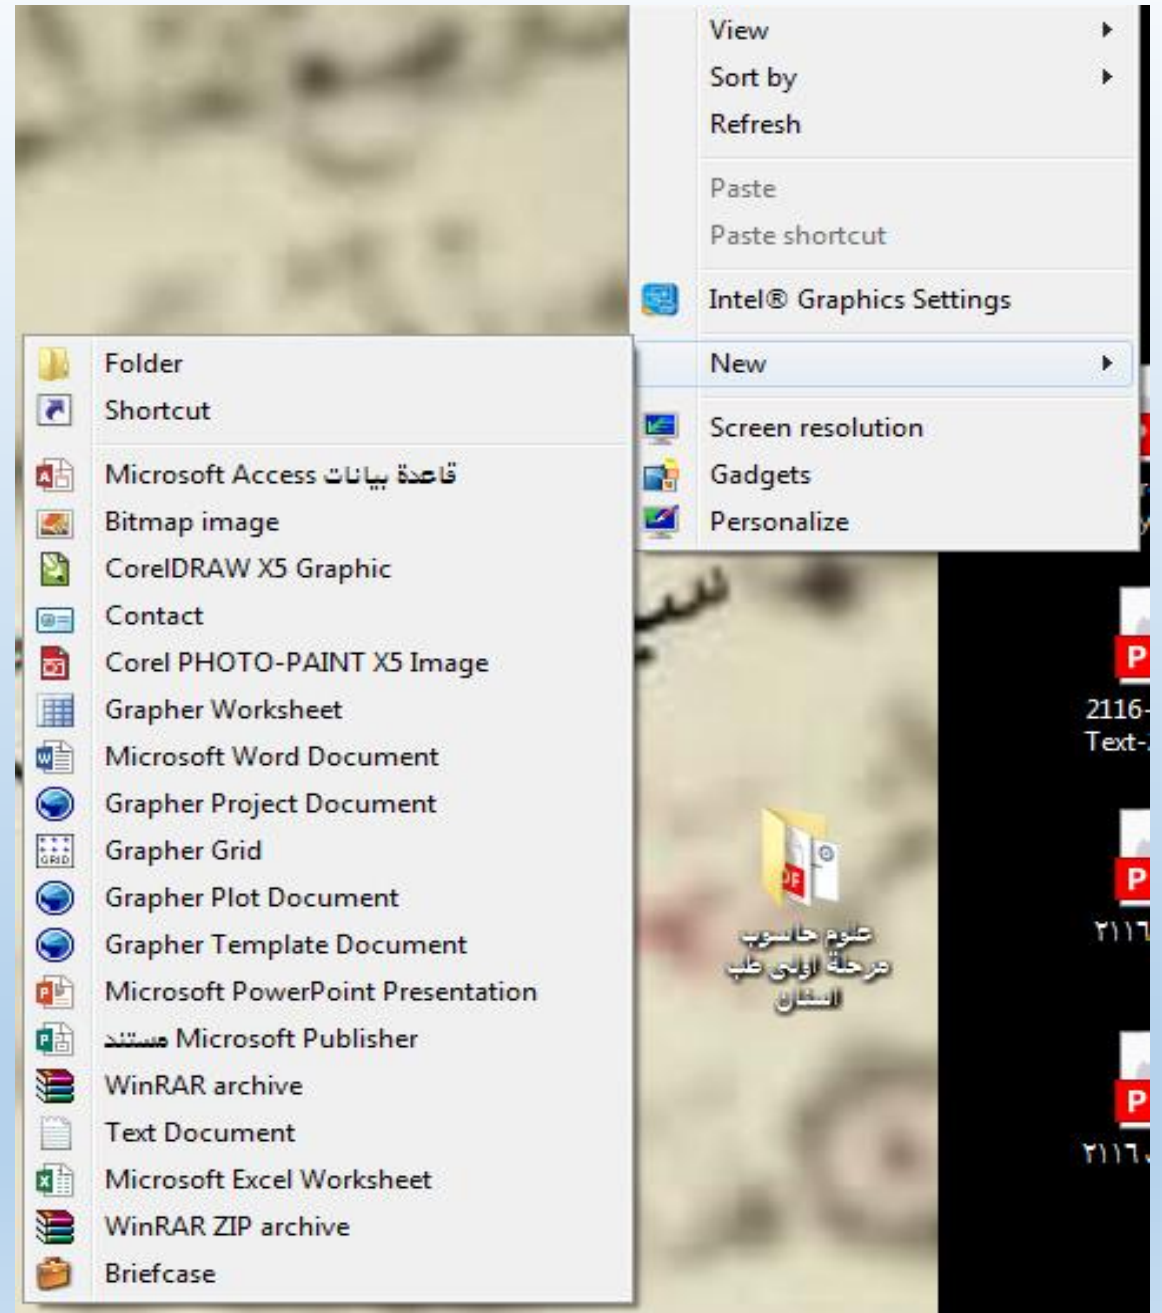 View
Sort by
Refresh
Paste
Paste shortcut
Intel® Graphics Settings
New
Screen resolution
Gadgets
Personalize
Folder
Shortcut
Microsoft Access قاعدة بيانات
Bitmap image
CorelDRAW X5 Graphic
Contact
Corel PHOTO-PAINT X5 Image
Grapher Worksheet
Microsoft Word Document
Grapher Project Document
Grapher Grid
Grapher Plot Document
Grapher Template Document
Microsoft PowerPoint Presentation
مستند Microsoft Publisher
WinRAR archive
Text Document
Microsoft Excel Worksheet
WinRAR ZIP archive
Briefcase
علوم حاسوب
مرحلة اولى طب
اسنان
2116-
Text-
٢١١٦
٢١١٦